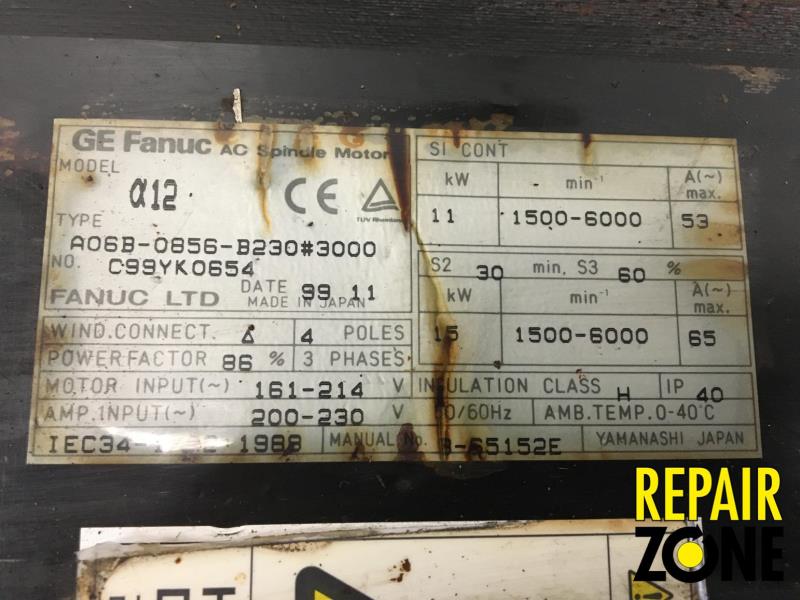 GE Fanuc AC Spindle Motor
MODEL
α12
CE
TUV Rheinland
TYPE
A06B-0856-B230#3000
NO. C99YK0654
DATE 99.11
FANUC LTD MADE IN JAPAN
WIND.CONNECT. Δ 4 POLES
POWER FACTOR 86 % 3 PHASES
MOTOR INPUT(~) 161-214 V
AMP.INPUT(~) 200-230 V
SI CONT
kW min⁻¹ A(~) max.
11 1500-6000 53
S2 30 min, S3 60 %
kW min⁻¹ A(~) max.
15 1500-6000 65
INSULATION CLASS H IP 40
/60Hz AMB.TEMP.0-40°C
IEC34- 1988 MANUAL No. B-65152E YAMANASHI JAPAN
REPAIR
ZONE